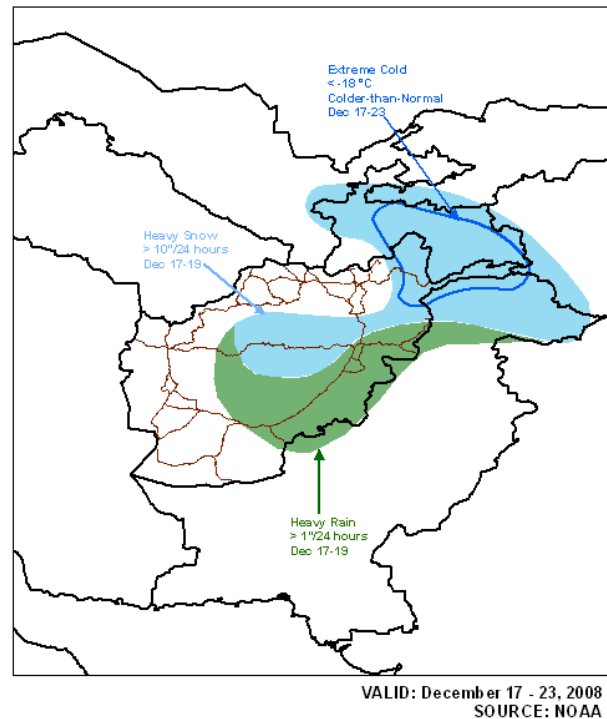 Extreme Cold
< -18°C
Colder-than-Normal
Dec 17-23
Heavy Snow
> 10"/24 hours
Dec 17-19
Heavy Rain
> 1"/24 hours
Dec 17-19
VALID: December 17 - 23, 2008
SOURCE: NOAA